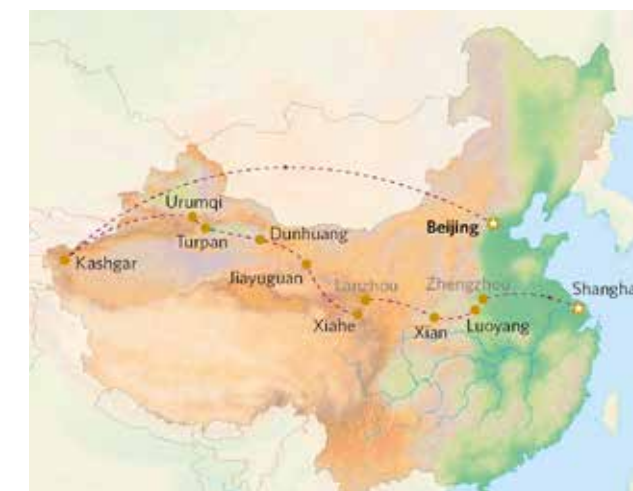 Urumqi
Beijing
Turpan
Dunhuang
Kashgar
Jiayuguan
Lanzhou
Zhengzhou
Shangha
Xiahe
Xian
Luoyang